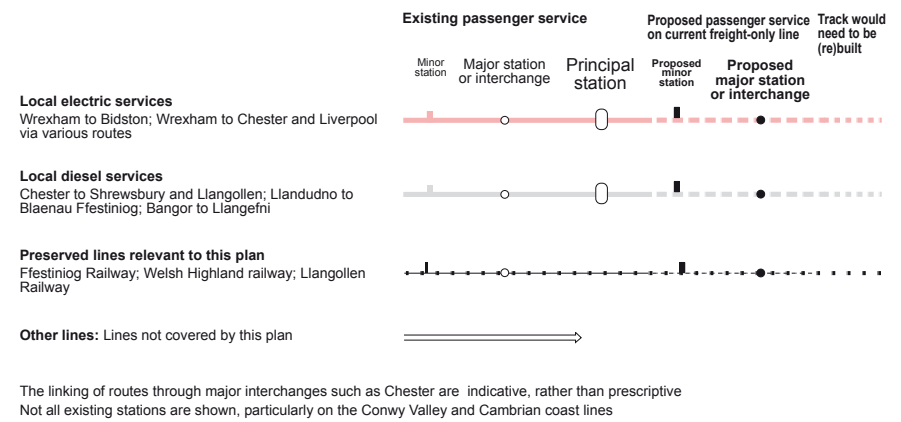 Existing passenger service
Proposed passenger service
on current freight-only line
Track would
need to be
(re)built
Minor
station
Major station
or interchange
Principal
station
Proposed
minor
station
Proposed
major station
or interchange
Local electric services
Wrexham to Bidston; Wrexham to Chester and Liverpool
via various routes
Local diesel services
Chester to Shrewsbury and Llangollen; Llandudno to
Blaenau Ffestiniog; Bangor to Llangefni
Preserved lines relevant to this plan
Ffestiniog Railway; Welsh Highland railway; Llangollen
Railway
Other lines: Lines not covered by this plan
The linking of routes through major interchanges such as Chester are indicative, rather than prescriptive
Not all existing stations are shown, particularly on the Conwy Valley and Cambrian coast lines